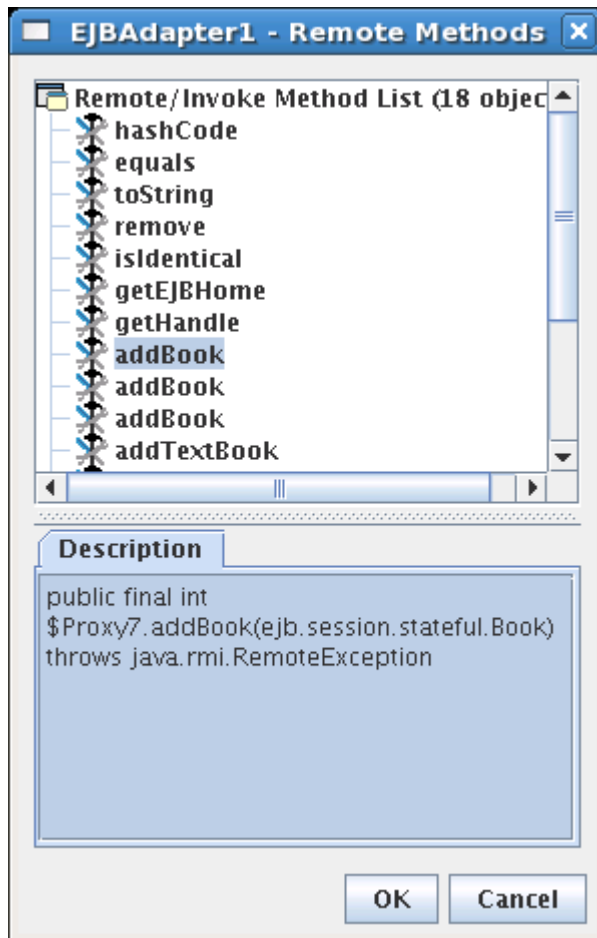 EJBAdapter1 - Remote Methods
Remote/Invoke Method List (18 objec
hashCode
equals
toString
remove
isIdentical
getEJBHome
getHandle
addBook
addBook
addBook
addTextBook
Description
public final int
$Proxy7.addBook(ejb.session.stateful.Book)
throws java.rmi.RemoteException
OK Cancel